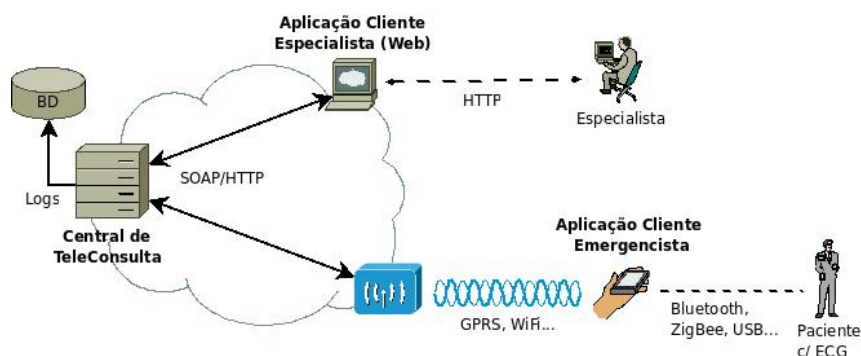 Aplicação Cliente
Especialista (Web)
BD
HTTP
Especialista
SOAP/HTTP
Logs
Central de
TeleConsulta
Aplicação Cliente
Emergencista
GPRS, WiFi...
Bluetooth,
ZigBee, USB...
Paciente
c/ ECG